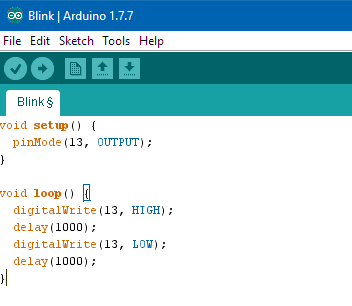 Blink | Arduino 1.7.7
File Edit Sketch Tools Help
Blink§
void setup() {
  pinMode(13, OUTPUT);
}

void loop() {
  digitalWrite(13, HIGH);
  delay(1000);
  digitalWrite(13, LOW);
  delay(1000);
}